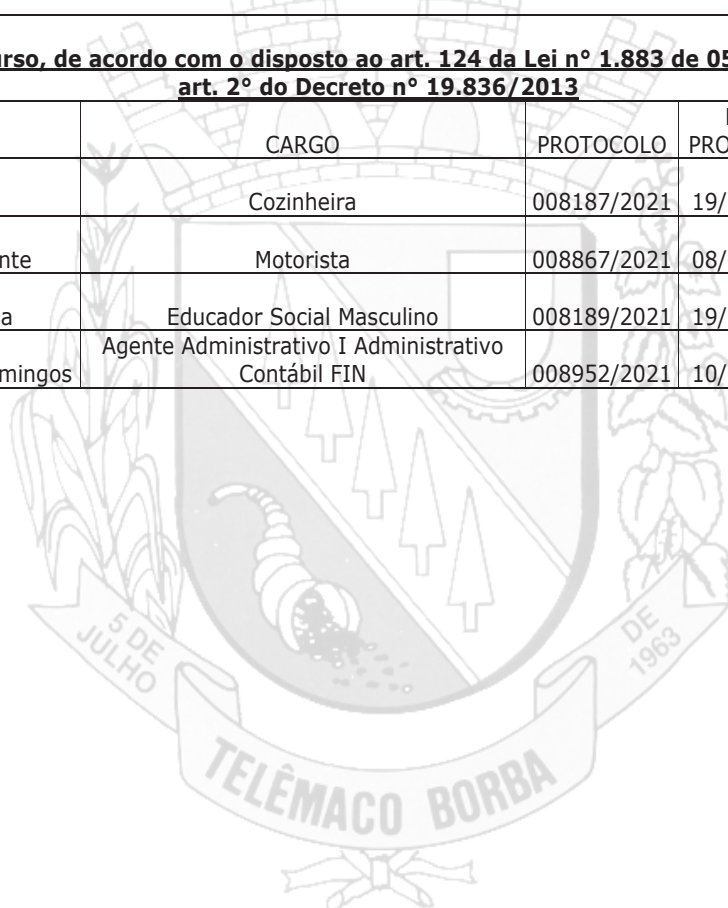 urso, de acordo com o disposto ao art. 124 da Lei n° 1.883 de 05
art. 2° do Decreto n° 19.836/2013
CARGO PROTOCOLO PRO
Cozinheira 008187/2021 19/
nte Motorista 008867/2021 08/
a Educador Social Masculino 008189/2021 19/
Agente Administrativo I Administrativo
mingos Contábil FIN 008952/2021 10/
5 DE
JULHO
DE
1963
TELÊMACO BORBA